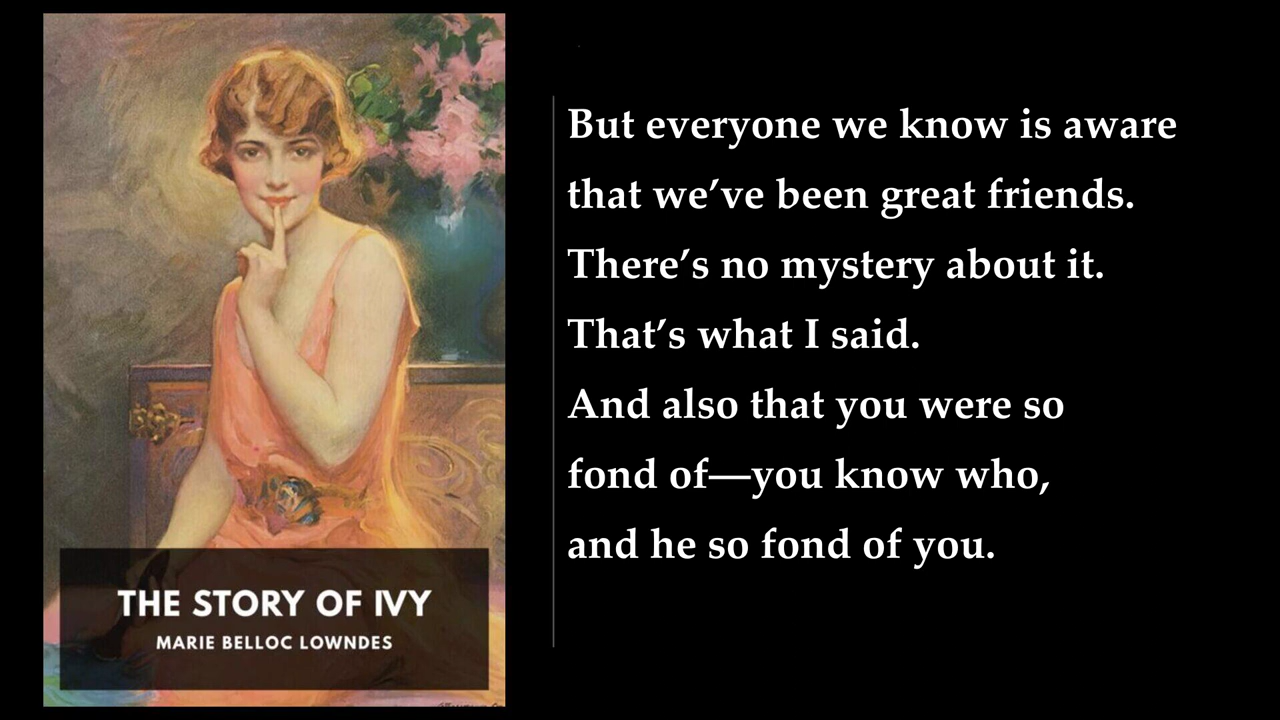 THE STORY OF IVY
MARIE BELLOC LOWNDES
But everyone we know is aware
that we’ve been great friends.
There’s no mystery about it.
That’s what I said.
And also that you were so
fond of—you know who,
and he so fond of you.